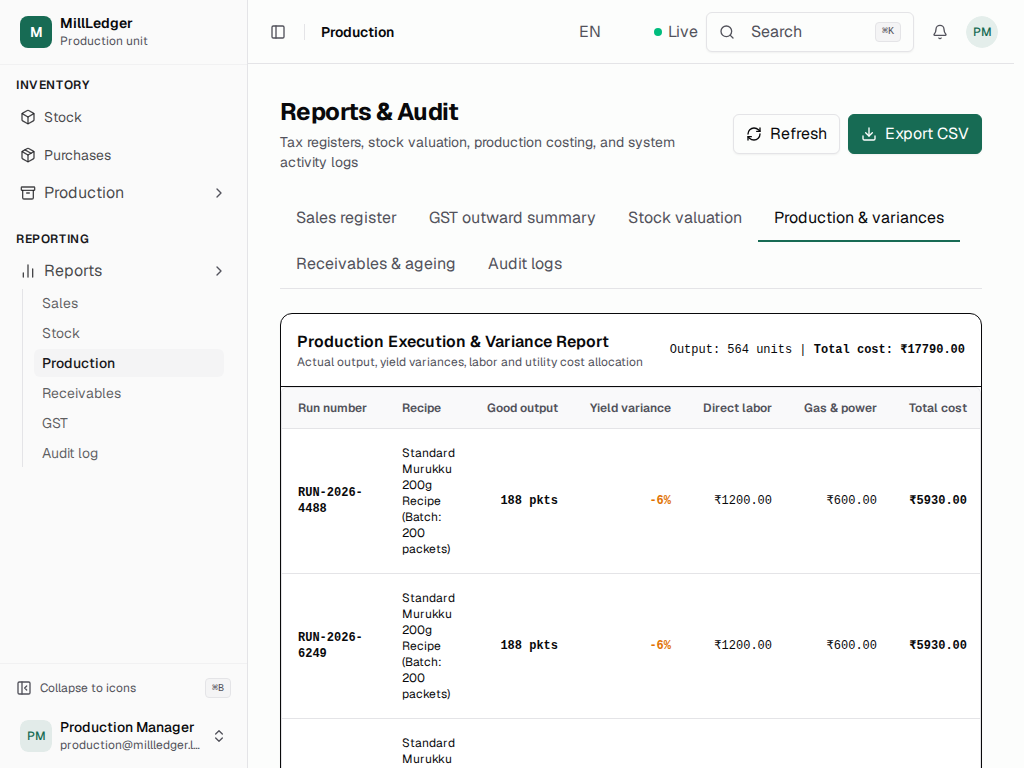 M
MillLedger
Production unit
INVENTORY
Stock
Purchases
Production
REPORTING
Reports
Sales
Stock
Production
Receivables
GST
Audit log
Collapse to icons
⌘B
PM
Production Manager
production@millledger.l...
Production
EN
Live
Search
⌘K
PM
Reports & Audit
Tax registers, stock valuation, production costing, and system
activity logs
Refresh
Export CSV
Sales register
GST outward summary
Stock valuation
Production & variances
Receivables & ageing
Audit logs
Production Execution & Variance Report
Actual output, yield variances, labor and utility cost allocation
Output: 564 units | Total cost: ₹17790.00
Run number Recipe Good output Yield variance Direct labor Gas & power Total cost
RUN-2026-
4488
Standard
Murukku
200g
Recipe
(Batch:
200
packets)
188 pkts
-6%
₹1200.00
₹600.00
₹5930.00
RUN-2026-
6249
Standard
Murukku
200g
Recipe
(Batch:
200
packets)
188 pkts
-6%
₹1200.00
₹600.00
₹5930.00
Standard
Murukku